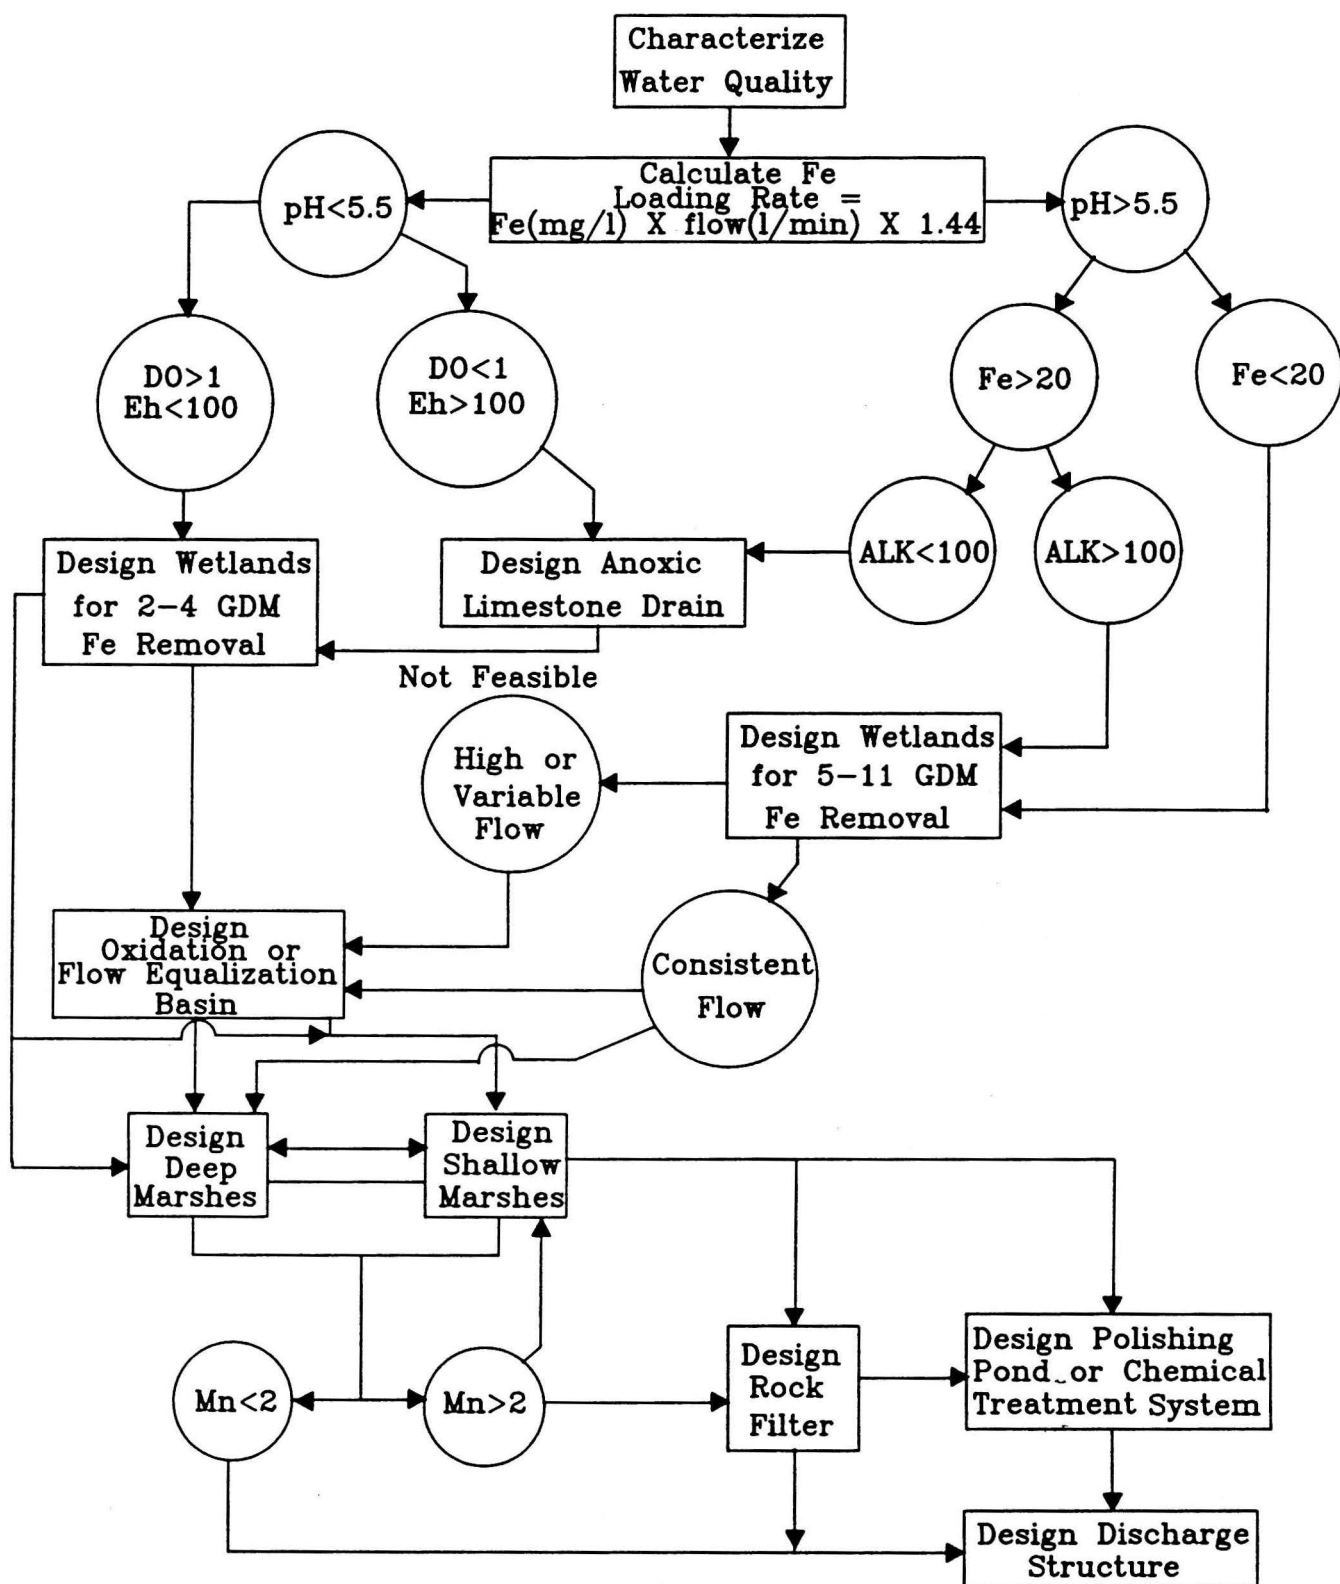 Characterize
Water Quality
Calculate Fe
Loading Rate =
Fe(mg/l) X flow(l/min) X 1.44
pH<5.5
pH>5.5
DO>1
Eh<100
DO<1
Eh>100
Fe>20
Fe<20
Design Wetlands
for 2-4 GDM
Fe Removal
Design Anoxic
Limestone Drain
ALK<100
ALK>100
Not Feasible
High or
Variable
Flow
Design Wetlands
for 5-11 GDM
Fe Removal
Design
Oxidation or
Flow Equalization
Basin
Consistent
Flow
Design
Deep
Marshes
Design
Shallow
Marshes
Mn<2
Mn>2
Design
Rock
Filter
Design Polishing
Pond or Chemical
Treatment System
Design Discharge
Structure